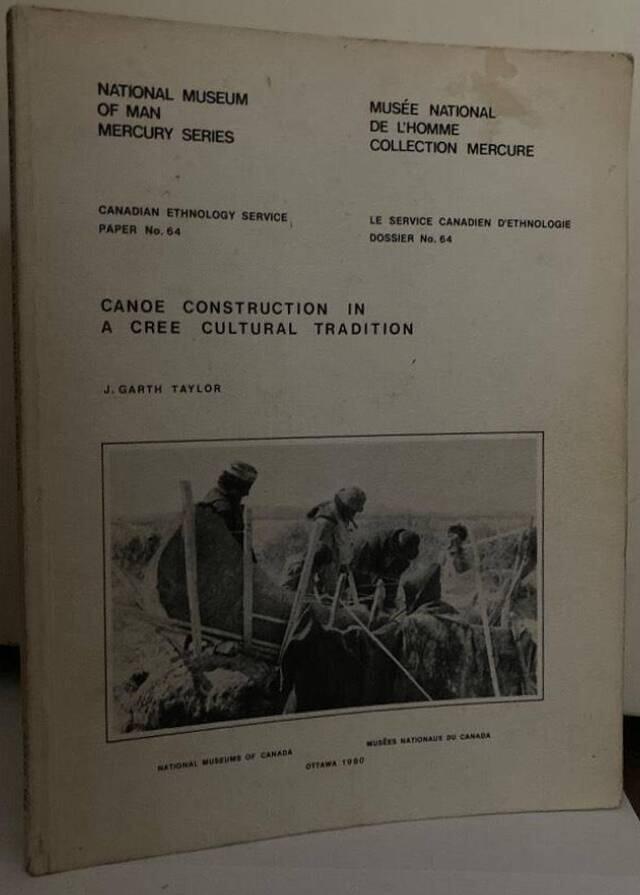 NATIONAL MUSEUM
OF MAN
MERCURY SERIES
MUSÉE NATIONAL
DE L'HOMME
COLLECTION MERCURE
CANADIAN ETHNOLOGY SERVICE
PAPER No. 64
LE SERVICE CANADIEN D'ETHNOLOGIE
DOSSIER No. 64
CANOE CONSTRUCTION IN
A CREE CULTURAL TRADITION
J. GARTH TAYLOR
NATIONAL MUSEUMS OF CANADA
MUSÉES NATIONAUX DU CANADA
OTTAWA 1980